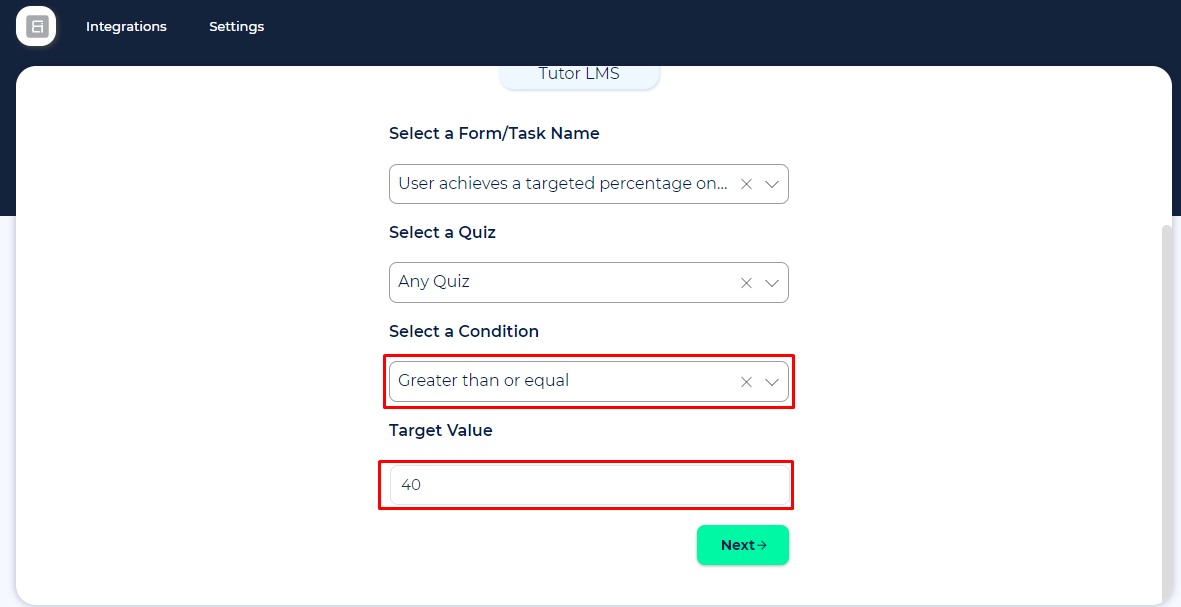 Integrations Settings
Tutor LMS
Select a Form/Task Name
User achieves a targeted percentage on...
Select a Quiz
Any Quiz
Select a Condition
Greater than or equal
Target Value
40
Next→